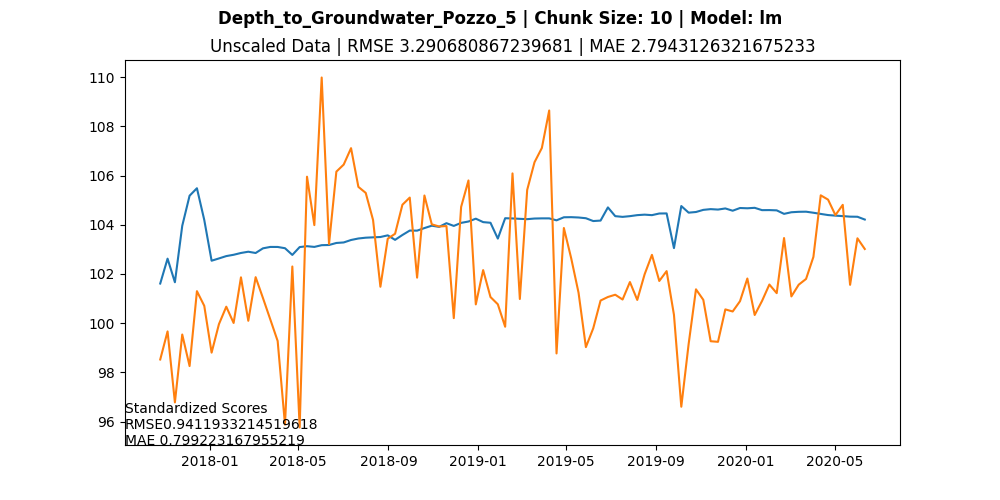 Depth_to_Groundwater_Pozzo_5 | Chunk Size: 10 | Model: lm
Unscaled Data | RMSE 3.290680867239681 | MAE 2.7943126321675233
110
108
106
104
102
100
98
96
Standardized Scores
RMSE0.9411933214519618
MAE 0.799223167955219
2018-01 2018-05 2018-09 2019-01 2019-05 2019-09 2020-01 2020-05